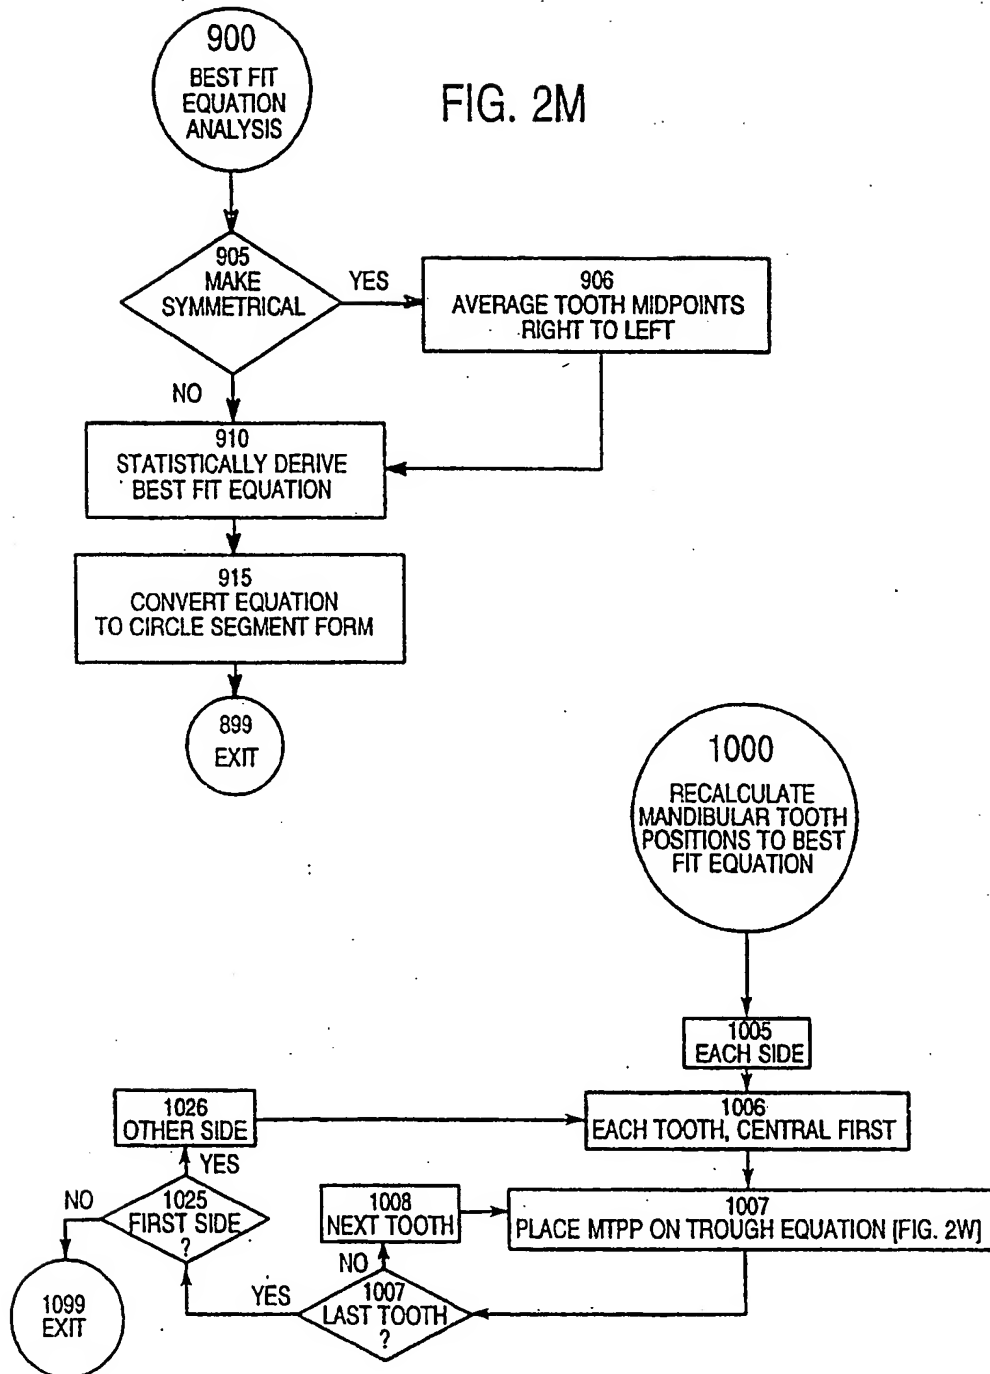 900
BEST FIT
EQUATION
ANALYSIS
FIG. 2M
905
MAKE
SYMMETRICAL
YES
906
AVERAGE TOOTH MIDPOINTS
RIGHT TO LEFT
NO
910
STATISTICALLY DERIVE
BEST FIT EQUATION
915
CONVERT EQUATION
TO CIRCLE SEGMENT FORM
899
EXIT
1000
RECALCULATE
MANDIBULAR TOOTH
POSITIONS TO BEST
FIT EQUATION
1005
EACH SIDE
1006
EACH TOOTH, CENTRAL FIRST
1007
PLACE MTPP ON TROUGH EQUATION [FIG. 2W]
1007
LAST TOOTH
?
NO
1008
NEXT TOOTH
YES
1025
FIRST SIDE
?
YES
1026
OTHER SIDE
NO
1099
EXIT